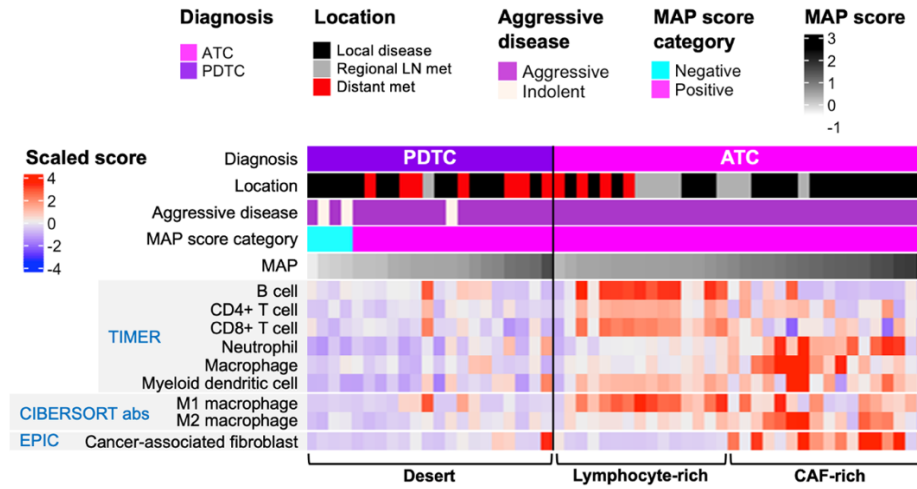 Diagnosis
ATC
PDTC
Location
Local disease
Regional LN met
Distant met
Aggressive
disease
Aggressive
Indolent
MAP score
category
Negative
Positive
MAP score
3
2
1
0
-1
Scaled score
4
2
0
-2
-4
Diagnosis
PDTC
ATC
Location
Aggressive disease
MAP score category
MAP
TIMER
B cell
CD4+ T cell
CD8+ T cell
Neutrophil
Macrophage
Myeloid dendritic cell
CIBERSORT abs
M1 macrophage
M2 macrophage
EPIC
Cancer-associated fibroblast
Desert
Lymphocyte-rich
CAF-rich